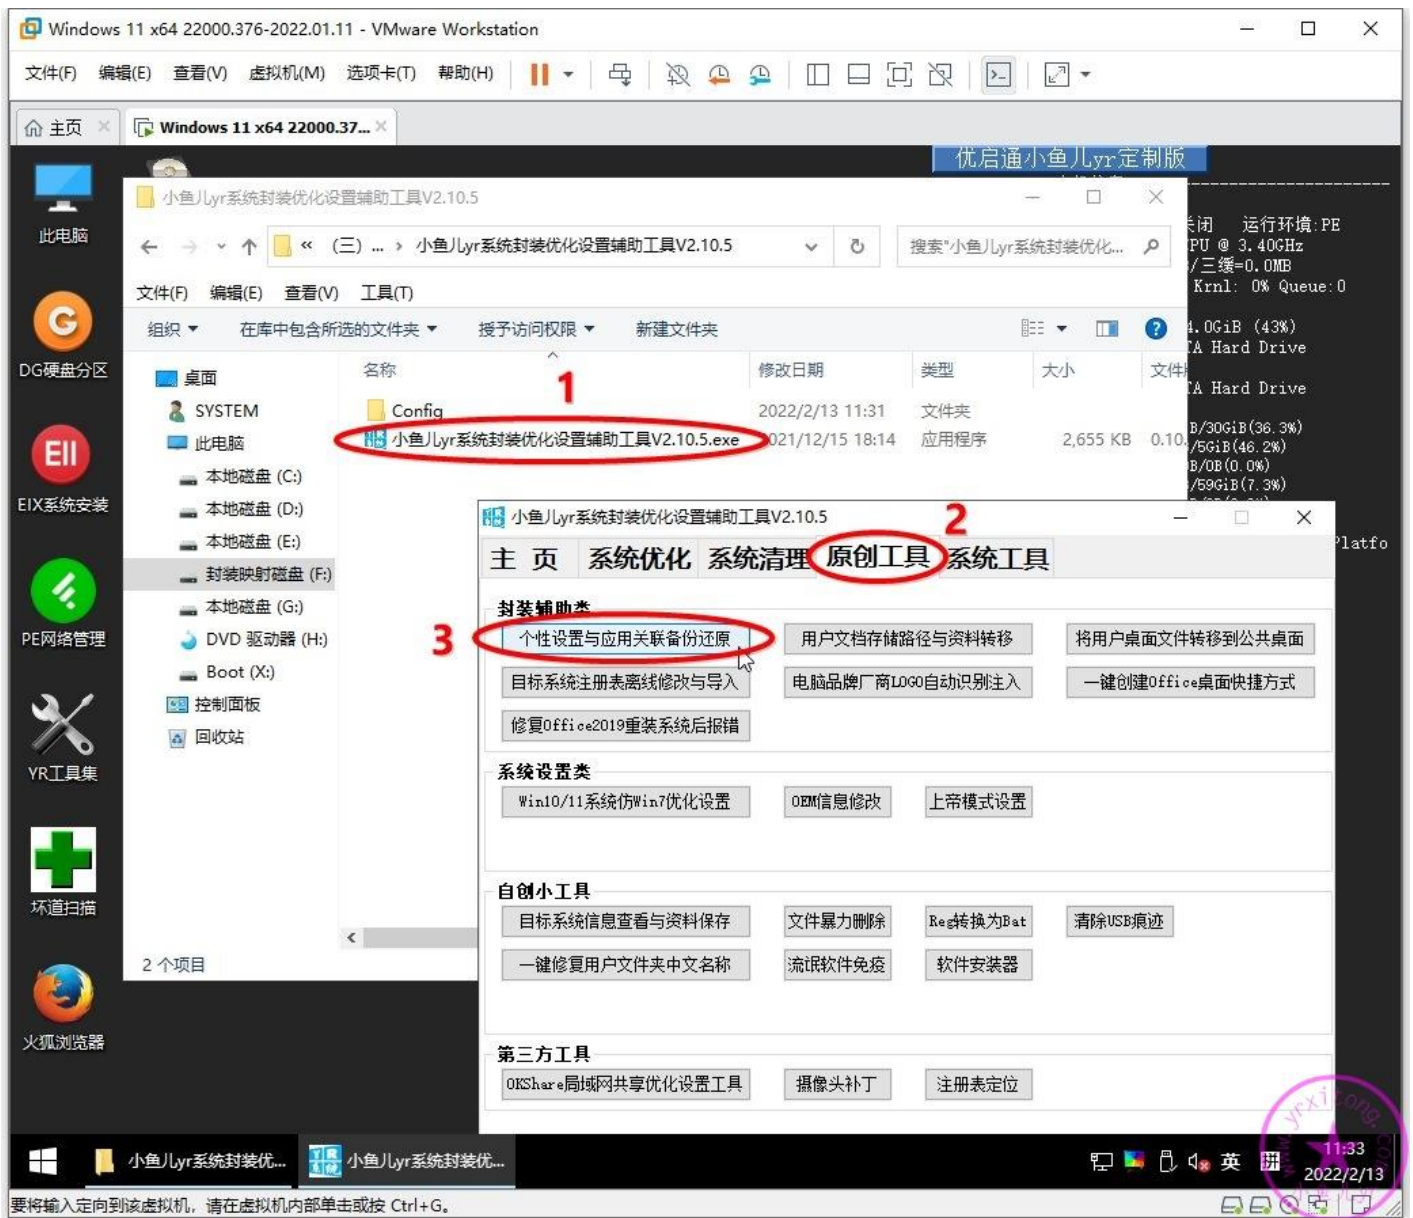 Windows 11 x64 22000.376-2022.01.11 - VMware Workstation
文件(F) 编辑(E) 查看(V) 虚拟机(M) 选项卡(T) 帮助(H)
主页 Windows 11 x64 22000.37...
优启通小鱼儿yr定制版
小鱼儿yr系统封装优化设置辅助工具V2.10.5
此电脑
« (三) ... › 小鱼儿yr系统封装优化设置辅助工具V2.10.5 搜索"小鱼儿yr系统封装优化...
文件(F) 编辑(E) 查看(V) 工具(T)
组织 在库中包含所选的文件夹 授予访问权限 新建文件夹
名称 修改日期 类型 大小
1
Config 2022/2/13 11:31 文件夹
小鱼儿yr系统封装优化设置辅助工具V2.10.5.exe 2021/12/15 18:14 应用程序 2,655 KB 0.10.
桌面
SYSTEM
此电脑
本地磁盘 (C:)
本地磁盘 (D:)
本地磁盘 (E:)
封装映射磁盘 (F:)
本地磁盘 (G:)
DVD 驱动器 (H:)
Boot (X:)
控制面板
回收站
2 个项目
DG硬盘分区
EIX系统安装
PE网络管理
YR工具集
坏道扫描
火狐浏览器
闭 运行环境:PE
PU @ 3.40GHz
/三缓=0.0MB
Krnl: 0% Queue:0
.0GiB (43%)
TA Hard Drive
TA Hard Drive
B/30GiB(36.3%)
/5GiB(46.2%)
B/0B(0.0%)
/59GiB(7.3%)
Platfo
小鱼儿yr系统封装优化设置辅助工具V2.10.5
2
主 页 系统优化 系统清理 原创工具 系统工具
封装辅助类
3
个性设置与应用关联备份还原 用户文档存储路径与资料转移 将用户桌面文件转移到公共桌面
目标系统注册表离线修改与导入 电脑品牌厂商LOGO自动识别注入 一键创建Office桌面快捷方式
修复Office2019重装系统后报错
系统设置类
Win10/11系统仿Win7优化设置 OEM信息修改 上帝模式设置
自创小工具
目标系统信息查看与资料保存 文件暴力删除 Reg转换为Bat 清除USB痕迹
一键修复用户文件夹中文名称 流氓软件免疫 软件安装器
第三方工具
OKShare局域网共享优化设置工具 摄像头补丁 注册表定位
小鱼儿yr系统封装优... 小鱼儿yr系统封装优... 英 拼 11:33
2022/2/13
要将输入定向到该虚拟机，请在虚拟机内部单击或按 Ctrl+G。